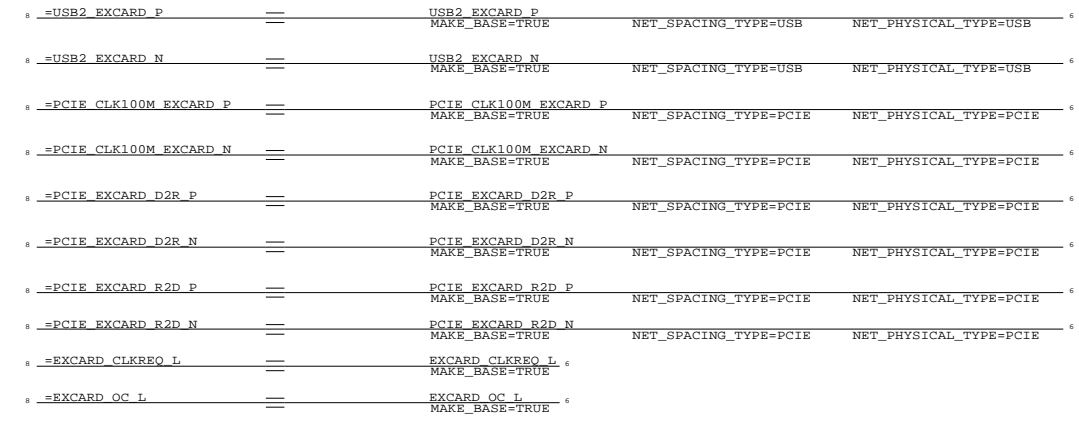 8 =USB2_EXCARD_P USB2_EXCARD_P 6
MAKE_BASE=TRUE NET_SPACING_TYPE=USB NET_PHYSICAL_TYPE=USB
8 =USB2_EXCARD_N USB2_EXCARD_N 6
MAKE_BASE=TRUE NET_SPACING_TYPE=USB NET_PHYSICAL_TYPE=USB
8 =PCIE_CLK100M_EXCARD_P PCIE_CLK100M_EXCARD_P 6
MAKE_BASE=TRUE NET_SPACING_TYPE=PCIE NET_PHYSICAL_TYPE=PCIE
8 =PCIE_CLK100M_EXCARD_N PCIE_CLK100M_EXCARD_N 6
MAKE_BASE=TRUE NET_SPACING_TYPE=PCIE NET_PHYSICAL_TYPE=PCIE
8 =PCIE_EXCARD_D2R_P PCIE_EXCARD_D2R_P 6
MAKE_BASE=TRUE NET_SPACING_TYPE=PCIE NET_PHYSICAL_TYPE=PCIE
8 =PCIE_EXCARD_D2R_N PCIE_EXCARD_D2R_N 6
MAKE_BASE=TRUE NET_SPACING_TYPE=PCIE NET_PHYSICAL_TYPE=PCIE
8 =PCIE_EXCARD_R2D_P PCIE_EXCARD_R2D_P 6
MAKE_BASE=TRUE NET_SPACING_TYPE=PCIE NET_PHYSICAL_TYPE=PCIE
8 =PCIE_EXCARD_R2D_N PCIE_EXCARD_R2D_N 6
MAKE_BASE=TRUE NET_SPACING_TYPE=PCIE NET_PHYSICAL_TYPE=PCIE
8 =EXCARD_CLKREQ_L EXCARD_CLKREQ_L 6
MAKE_BASE=TRUE
8 =EXCARD_OC_L EXCARD_OC_L 6
MAKE_BASE=TRUE